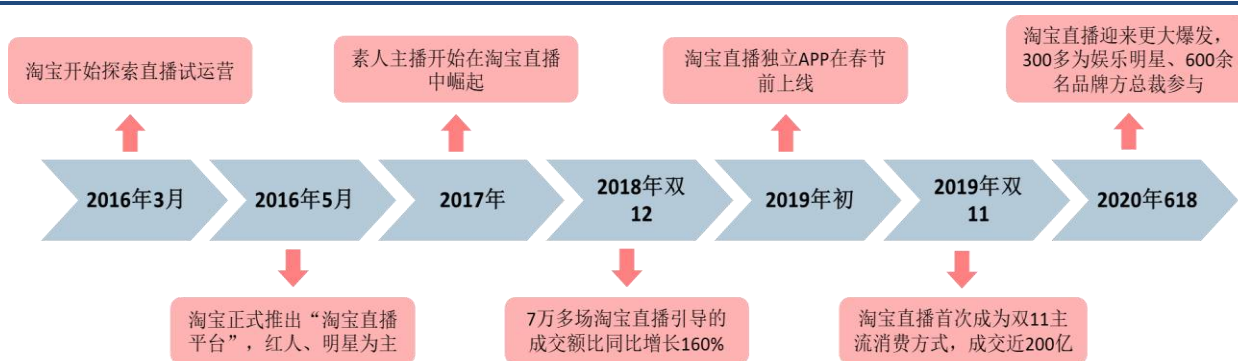 淘宝开始探索直播试运营
素人主播开始在淘宝直播
中崛起
淘宝直播独立APP在春节
前上线
淘宝直播迎来更大爆发，
300多为娱乐明星、600余
名品牌方总裁参与
2016年3月
2016年5月
2017年
2018年双
12
2019年初
2019年双
11
2020年618
淘宝正式推出“淘宝直播
平台”，红人、明星为主
7万多场淘宝直播引导的
成交额比同比增长160%
淘宝直播首次成为双11主
流消费方式，成交近200亿